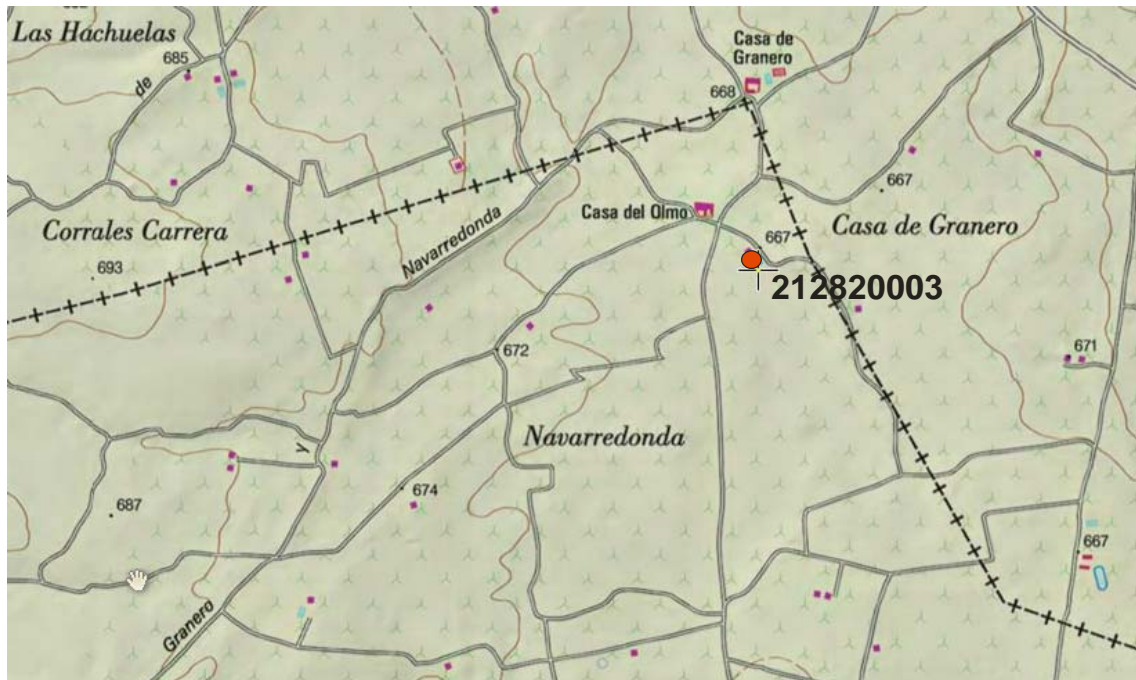 Las Hachuelas
685
de
Casa de
Granero
668
667
Casa del Olmo
Corrales Carrera
Navarredonda
667
Casa de Granero
693
212820003
672
671
Navarredonda
y
674
687
667
Granero